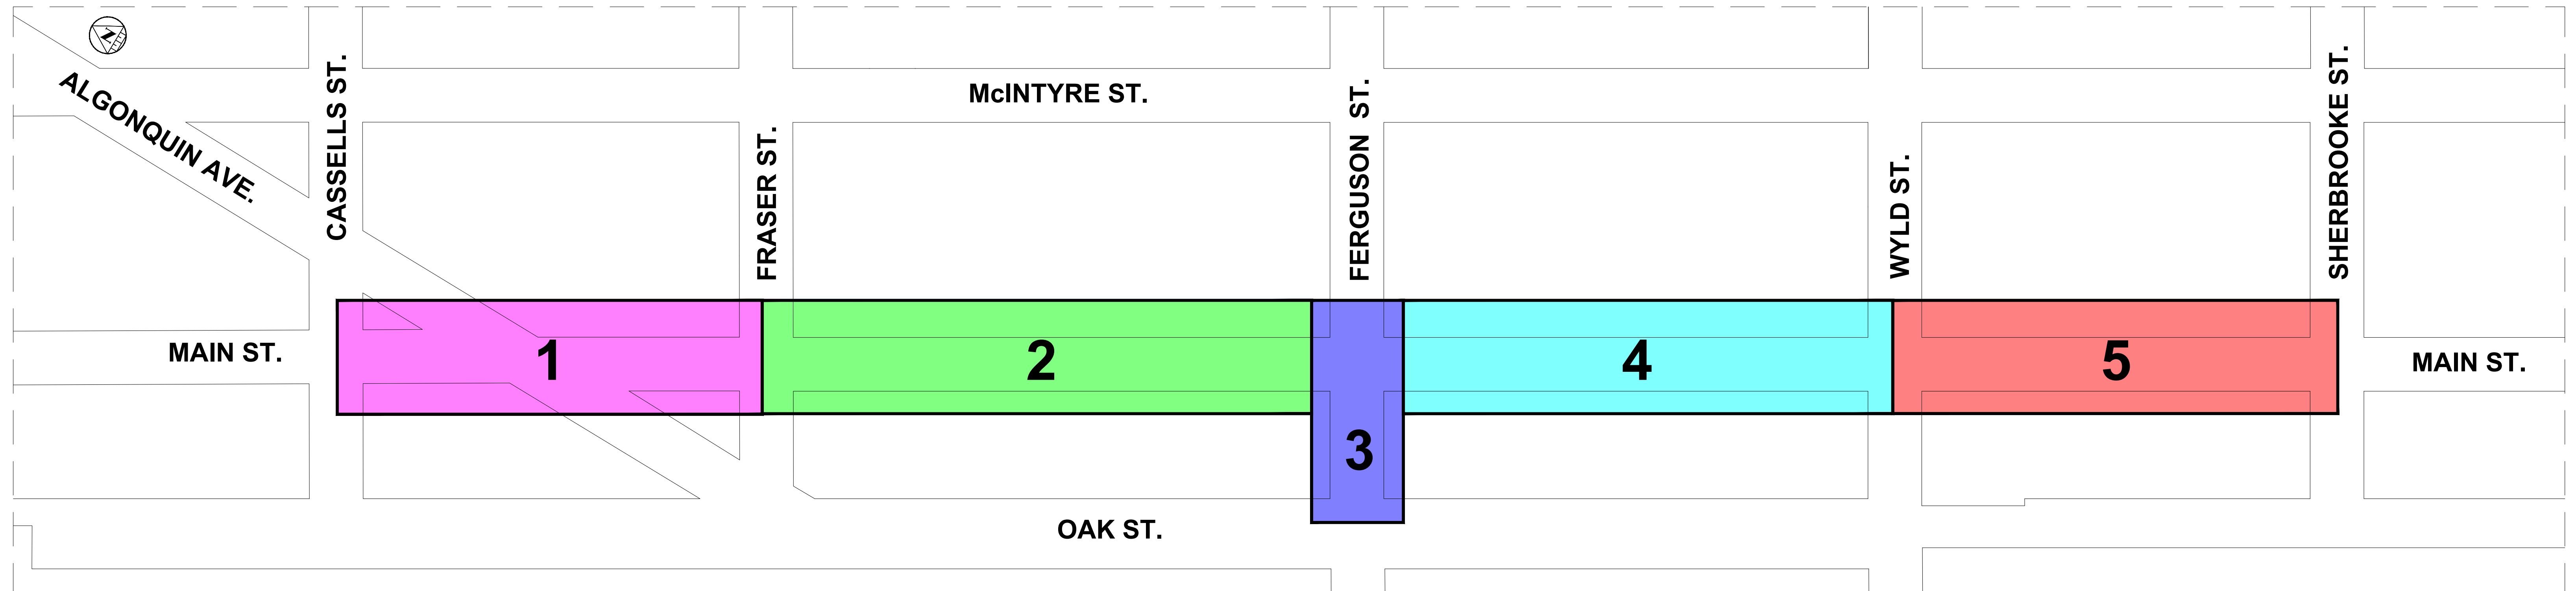 N
ALGONQUIN AVE.
CASSELLS ST.
McINTYRE ST.
FRASER ST.
FERGUSON ST.
WYLD ST.
SHERBROOKE ST.
MAIN ST.
1
2
3
4
5
MAIN ST.
OAK ST.